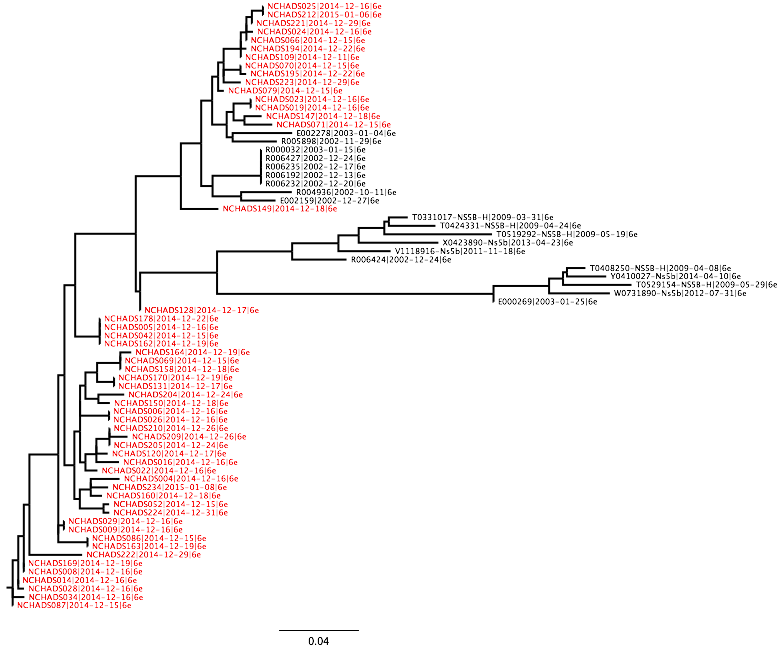 NCHADS025|2014-12-16|6e
NCHADS212|2015-01-06|6e
NCHADS221|2014-12-29|6e
NCHADS024|2014-12-16|6e
NCHADS066|2014-12-15|6e
NCHADS194|2014-12-22|6e
NCHADS109|2014-12-11|6e
NCHADS070|2014-12-15|6e
NCHADS195|2014-12-22|6e
NCHADS223|2014-12-29|6e
NCHADS079|2014-12-15|6e
NCHADS023|2014-12-16|6e
NCHADS019|2014-12-16|6e
NCHADS147|2014-12-18|6e
NCHADS071|2014-12-15|6e
E002278|2003-01-04|6e
R005898|2002-11-29|6e
R000032|2003-01-15|6e
R006427|2002-12-24|6e
R006235|2002-12-17|6e
R006192|2002-12-13|6e
R006232|2002-12-20|6e
R004936|2002-10-11|6e
E002159|2002-12-27|6e
NCHADS149|2014-12-18|6e
T0331017-NS5B-H|2009-03-31|6e
T0424331-NS5B-H|2009-04-24|6e
T0519292-NS5B-H|2009-05-19|6e
X0423890-Ns5b|2013-04-23|6e
V1118916-Ns5b|2011-11-18|6e
R006424|2002-12-24|6e
T0408250-NS5B-H|2009-04-08|6e
Y0410027-Ns5b|2014-04-10|6e
T0529154-NS5B-H|2009-05-29|6e
W0731890-Ns5b|2012-07-31|6e
E000269|2003-01-25|6e
NCHADS128|2014-12-17|6e
NCHADS178|2014-12-22|6e
NCHADS005|2014-12-16|6e
NCHADS042|2014-12-15|6e
NCHADS162|2014-12-19|6e
NCHADS164|2014-12-19|6e
NCHADS069|2014-12-15|6e
NCHADS158|2014-12-18|6e
NCHADS170|2014-12-19|6e
NCHADS131|2014-12-17|6e
NCHADS204|2014-12-24|6e
NCHADS150|2014-12-18|6e
NCHADS006|2014-12-16|6e
NCHADS026|2014-12-16|6e
NCHADS210|2014-12-26|6e
NCHADS209|2014-12-26|6e
NCHADS205|2014-12-24|6e
NCHADS120|2014-12-17|6e
NCHADS016|2014-12-16|6e
NCHADS022|2014-12-16|6e
NCHADS004|2014-12-16|6e
NCHADS234|2015-01-08|6e
NCHADS160|2014-12-18|6e
NCHADS052|2014-12-15|6e
NCHADS224|2014-12-31|6e
NCHADS029|2014-12-16|6e
NCHADS009|2014-12-16|6e
NCHADS086|2014-12-15|6e
NCHADS163|2014-12-19|6e
NCHADS222|2014-12-29|6e
NCHADS169|2014-12-19|6e
NCHADS008|2014-12-16|6e
NCHADS014|2014-12-16|6e
NCHADS028|2014-12-16|6e
NCHADS034|2014-12-16|6e
NCHADS087|2014-12-15|6e
0.04